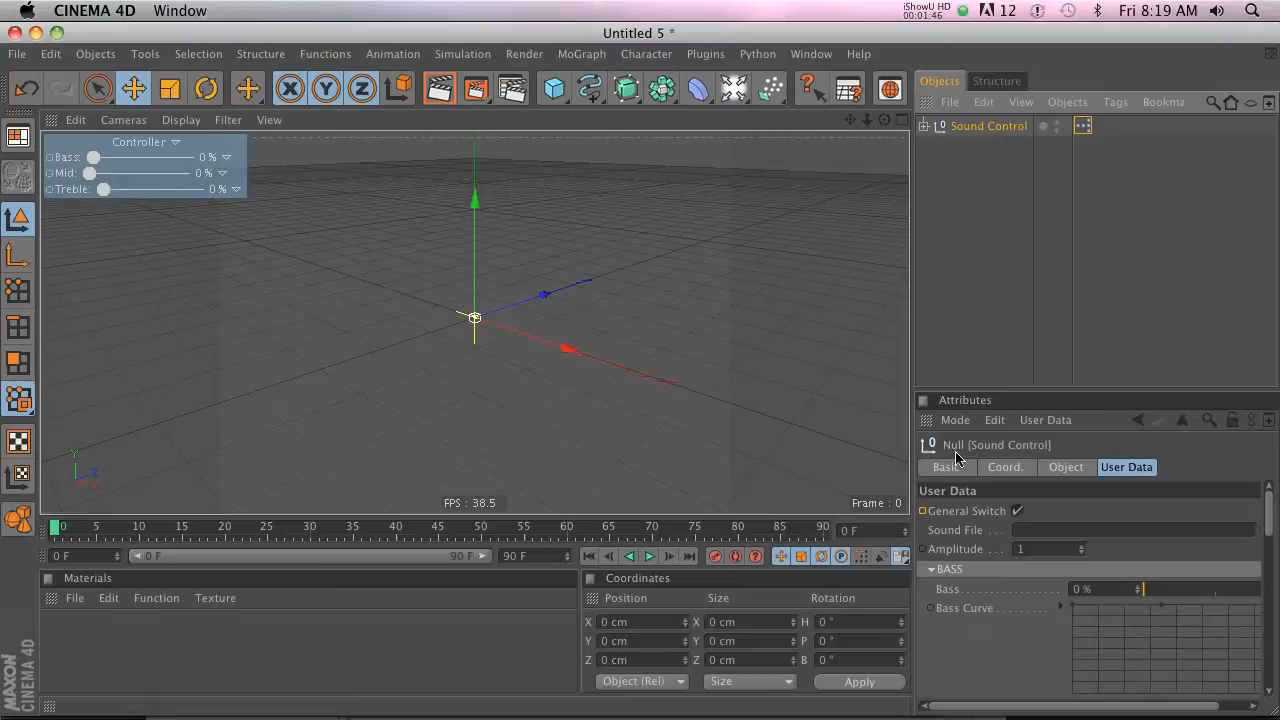 CINEMA 4D Window iShowU HD 00:01:46 12 Fri 8:19 AM
Untitled 5 *
File Edit Objects Tools Selection Structure Functions Animation Simulation Render MoGraph Character Plugins Python Window Help
X Y Z
Objects Structure
File Edit View Objects Tags Bookma
Sound Control
Edit Cameras Display Filter View
Controller
Bass: 0 %
Mid: 0 %
Treble: 0 %
Y
Z
FPS : 38.5 Frame : 0
0 5 10 15 20 25 30 35 40 45 50 55 60 65 70 75 80 85 90 0 F
0 F 0 F 90 F 90 F
Materials
File Edit Function Texture
Coordinates
Position Size Rotation
X 0 cm X 0 cm H 0 °
Y 0 cm Y 0 cm P 0 °
Z 0 cm Z 0 cm B 0 °
Object (Rel) Size Apply
Attributes
Mode Edit User Data
Null [Sound Control]
Coord. Object User Data
User Data
General Switch
Sound File
Amplitude . . . 1
BASS
Bass 0 %
Bass Curve
MAXON
CINEMA 4D